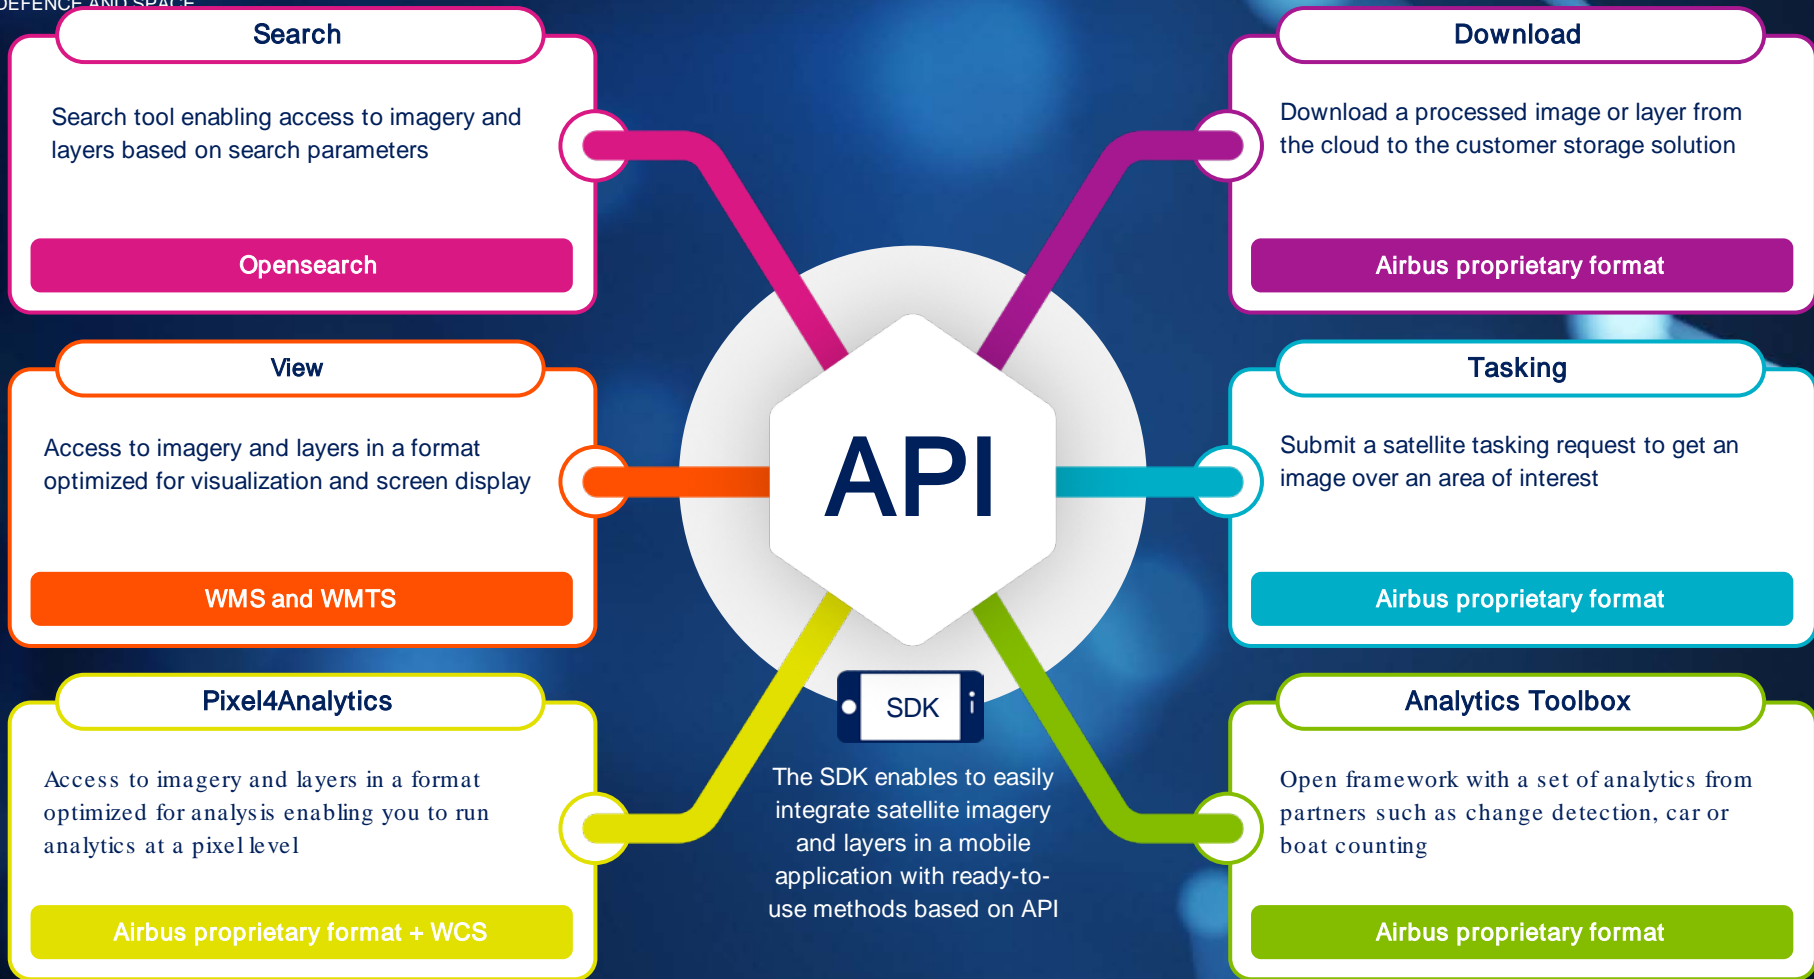 DEFENCE AND SPACE
Search
Search tool enabling access to imagery and
layers based on search parameters
Opensearch
View
Access to imagery and layers in a format
optimized for visualization and screen display
WMS and WMTS
Pixel4Analytics
Access to imagery and layers in a format
optimized for analysis enabling you to run
analytics at a pixel level
Airbus proprietary format + WCS
API
SDK
The SDK enables to easily
integrate satellite imagery
and layers in a mobile
application with ready-to-
use methods based on API
Download
Download a processed image or layer from
the cloud to the customer storage solution
Airbus proprietary format
Tasking
Submit a satellite tasking request to get an
image over an area of interest
Airbus proprietary format
Analytics Toolbox
Open framework with a set of analytics from
partners such as change detection, car or
boat counting
Airbus proprietary format